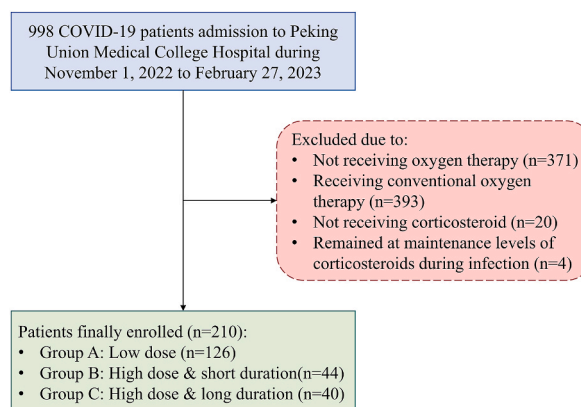 998 COVID-19 patients admission to Peking
Union Medical College Hospital during
November 1, 2022 to February 27, 2023
Excluded due to:
• Not receiving oxygen therapy (n=371)
• Receiving conventional oxygen
therapy (n=393)
• Not receiving corticosteroid (n=20)
• Remained at maintenance levels of
corticosteroids during infection (n=4)
Patients finally enrolled (n=210):
• Group A: Low dose (n=126)
• Group B: High dose & short duration(n=44)
• Group C: High dose & long duration (n=40)